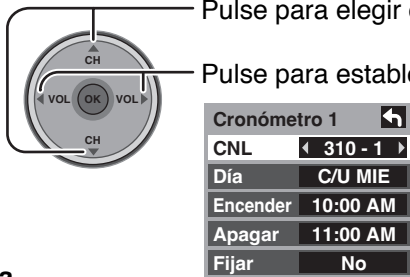 Pulse para elegir
Pulse para
CH
VOL OK VOL
CH
Cronómetro 1
CNL 310 - 1
Día C/U MIE
Encender 10:00 AM
Apagar 11:00 AM
Fijar No